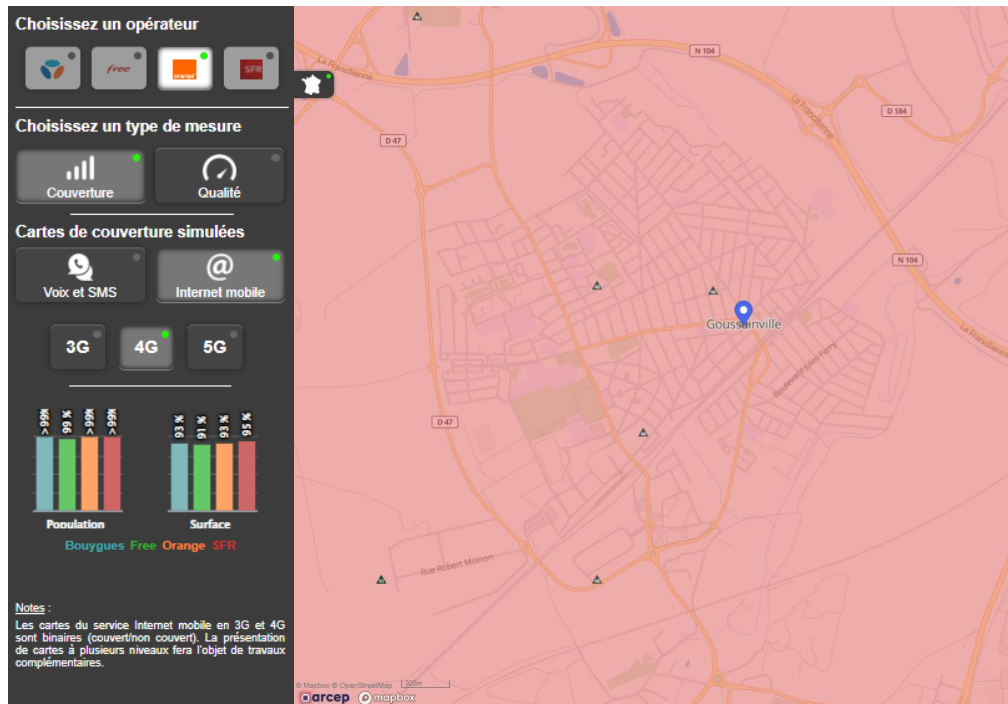 Choisissez un opérateur
free
orange
SFR
Choisissez un type de mesure
Couverture
Qualité
Cartes de couverture simulées
Voix et SMS
@
Internet mobile
3G
4G
5G
>99%
99 %
>99%
>99%
93 %
91 %
93 %
95 %
Population
Surface
Bouygues Free Orange SFR
Notes :
Les cartes du service Internet mobile en 3G et 4G
sont binaires (couvert/non couvert). La présentation
de cartes à plusieurs niveaux fera l'objet de travaux
complémentaires.
La Francilienne
N 104
La Francilienne
D 184
D 47
N 104
Goussainville
La Francilienne
Boulevard Jules Ferry
D 47
Rue Robert Moinon
© Mapbox © OpenStreetMap
300m
arcep
mapbox